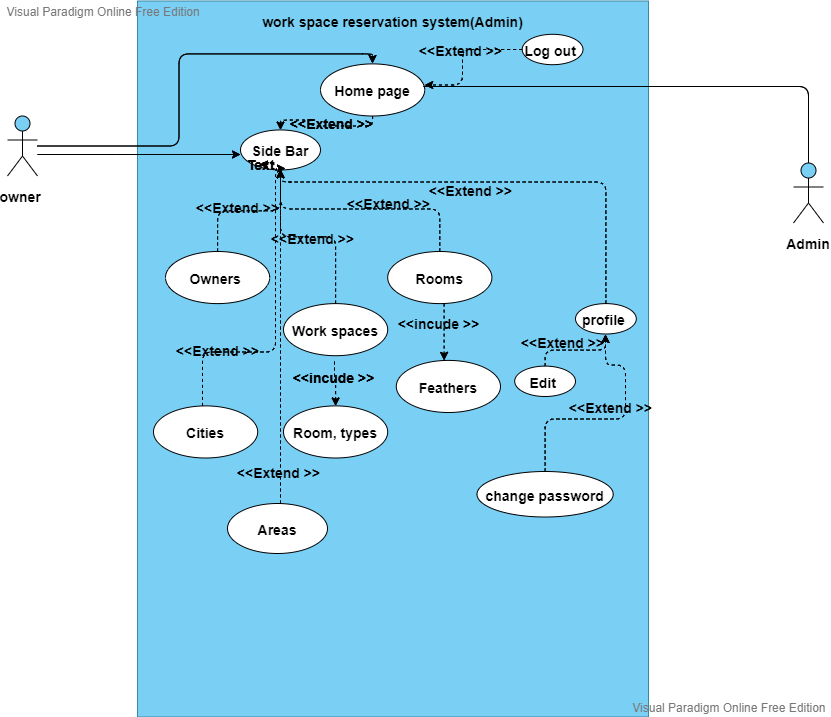 Visual Paradigm Online Free Edition
work space reservation system(Admin)
<<Extend >>
Log out
Home page
<<Extend >>
Side Bar
Text
owner
<<Extend >>
<<Extend >>
<<Extend >>
<<Extend >>
Admin
Owners
Rooms
Work spaces
<<incude >>
profile
<<Extend >>
<<Extend >>
<<incude >>
Feathers
Edit
<<Extend >>
Cities
Room, types
<<Extend >>
change password
Areas
Visual Paradigm Online Free Edition